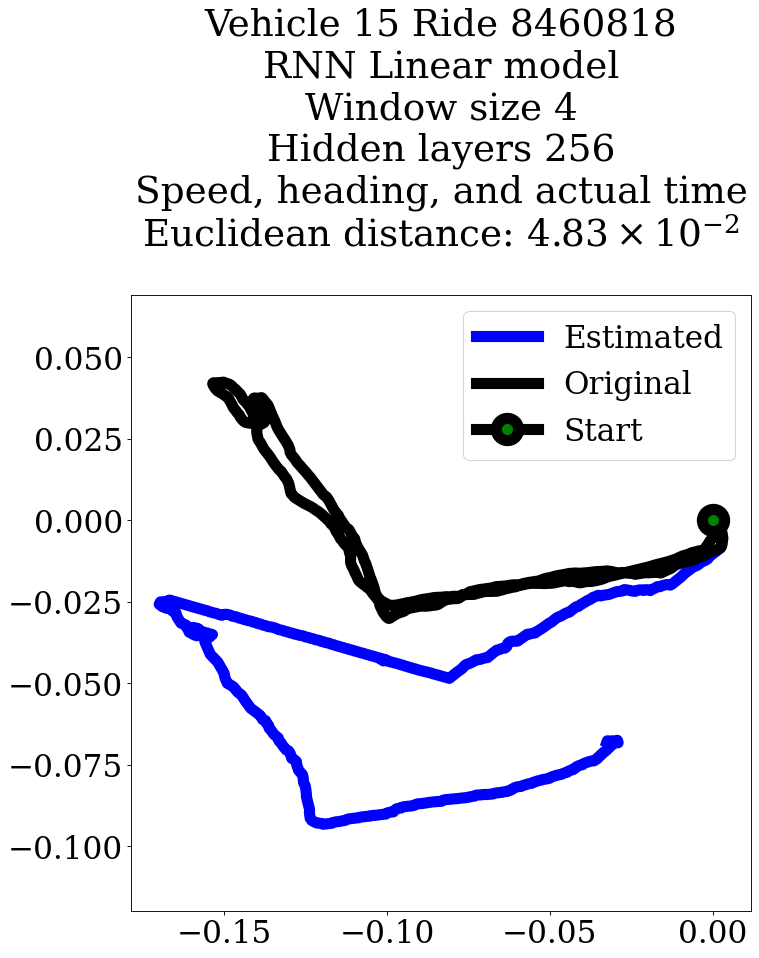 Vehicle 15 Ride 8460818
RNN Linear model
Window size 4
Hidden layers 256
Speed, heading, and actual time
Euclidean distance: 4.83 × 10⁻²
Estimated
Original
Start
0.050
0.025
0.000
−0.025
−0.050
−0.075
−0.100
−0.15
−0.10
−0.05
0.00